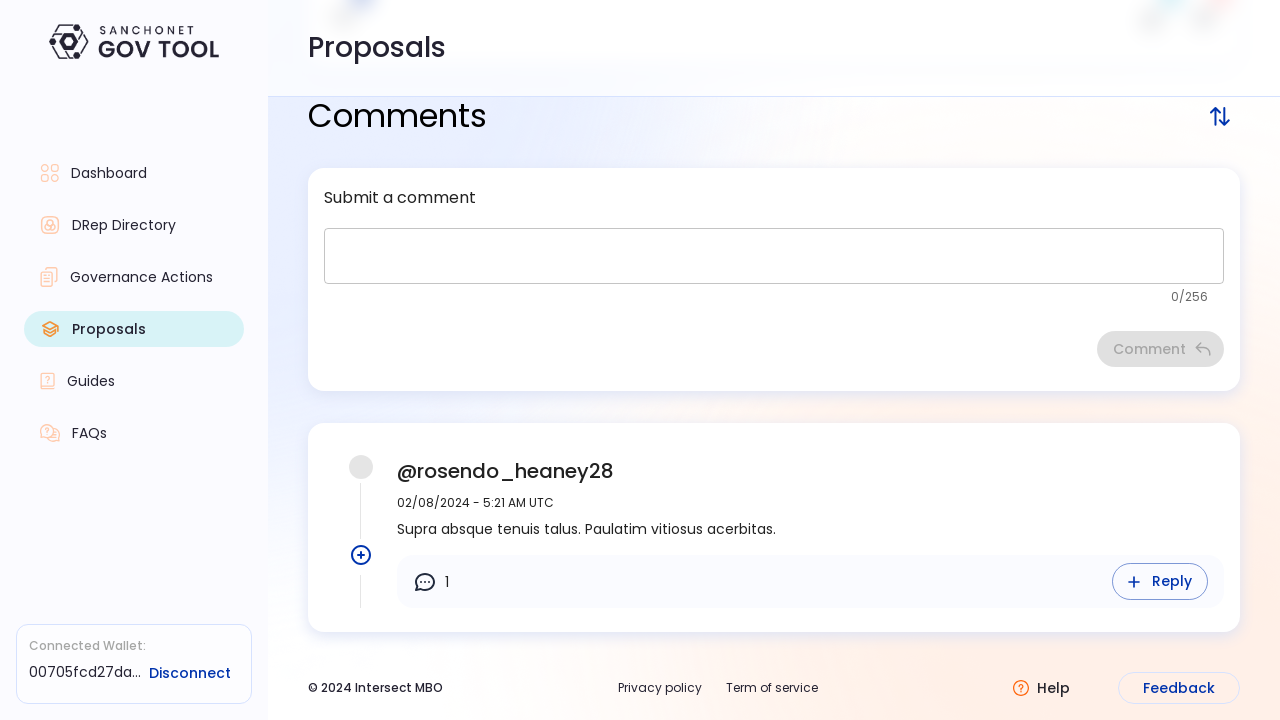 SANCHONET
GOV TOOL
Proposals
Dashboard
DRep Directory
Governance Actions
Proposals
Guides
FAQs
Connected Wallet:
00705fcd27da...
Disconnect
Comments
Submit a comment
0/256
Comment
@rosendo_heaney28
02/08/2024 - 5:21 AM UTC
Supra absque tenuis talus. Paulatim vitiosus acerbitas.
1
Reply
© 2024 Intersect MBO
Privacy policy
Term of service
Help
Feedback